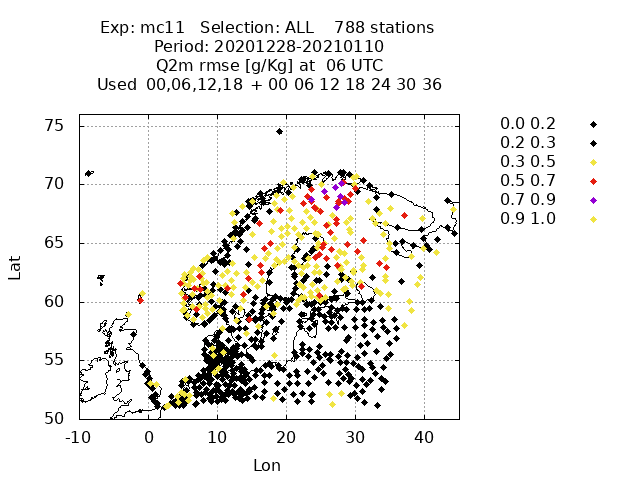 Exp: mc11 Selection: ALL 788 stations
Period: 20201228-20210110
Q2m rmse [g/Kg] at 06 UTC
Used 00,06,12,18 + 00 06 12 18 24 30 36
0.0 0.2
0.2 0.3
0.3 0.5
0.5 0.7
0.7 0.9
0.9 1.0
75
70
65
60
55
50
Lat
-10 0 10 20 30 40
Lon